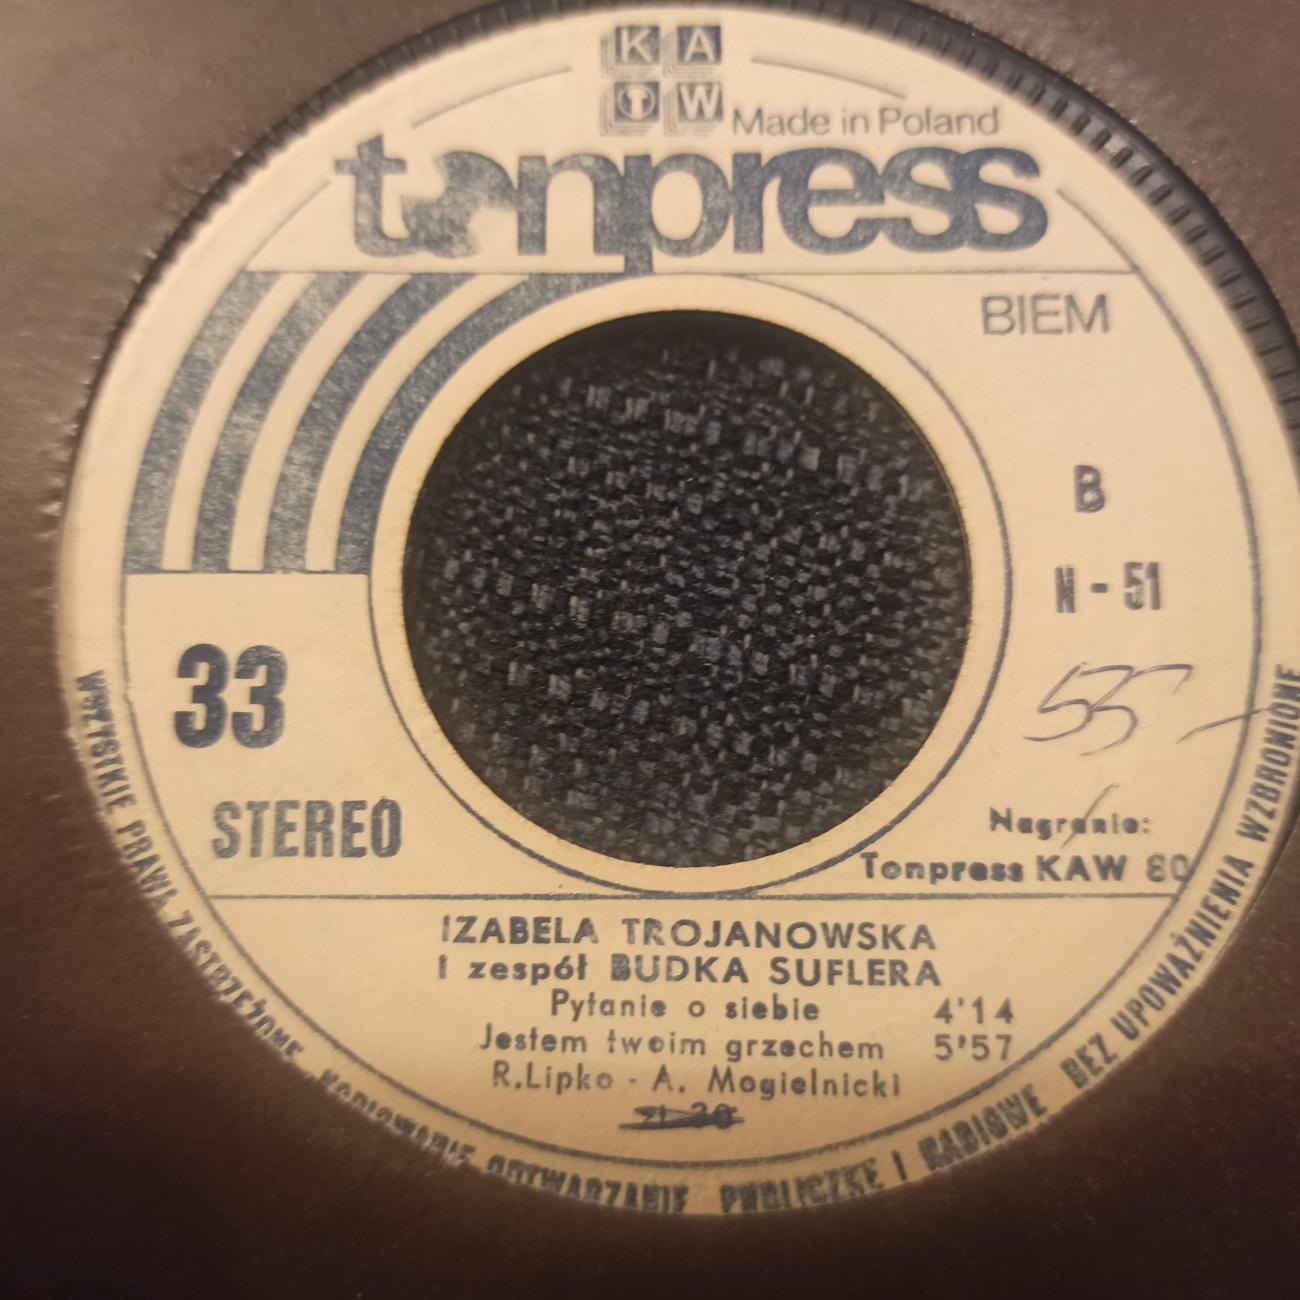 K A
T W
Made in Poland
tonpress
BIEM
B
N - 51
33
STEREO
Nagranie:
Tonpress KAW 80
IZABELA TROJANOWSKA
I zespół BUDKA SUFLERA
Pytanie o siebie 4'14
Jestem twoim grzechem 5'57
R.Lipko - A. Mogielnicki
zł 30
WSZYSTKIE PRAWA ZASTRZEŻONE KOPIOWANIE ODTWARZANIE PUBLICZNE I RADIOWE BEZ UPOWAŻNIENIA WZBRONIONE